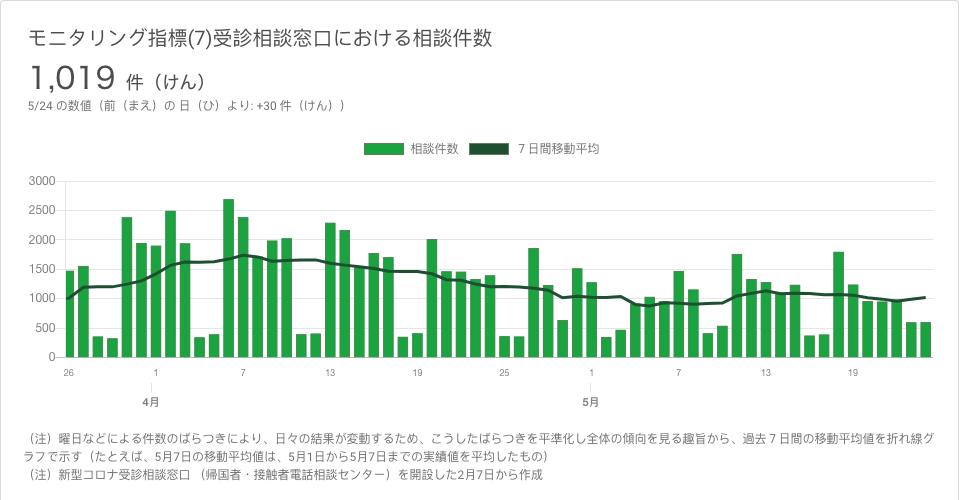 モニタリング指標(7)受診相談窓口における相談件数
1,019 件（けん）
5/24 の数値（前（まえ）の 日（ひ）より: +30 件（けん））
相談件数 7 日間移動平均
3000
2500
2000
1500
1000
500
0
26 1 7 13 19 25 1 7 13 19
4月 5月
（注）曜日などによる件数のばらつきにより、日々の結果が変動するため、こうしたばらつきを平準化し全体の傾向を見る趣旨から、過去 7 日間の移動平均値を折れ線グ
ラフで示す（たとえば、5月7日の移動平均値は、5月1日から5月7日までの実績値を平均したもの）
（注）新型コロナ受診相談窓口 （帰国者・接触者電話相談センター）を開設した2月7日から作成